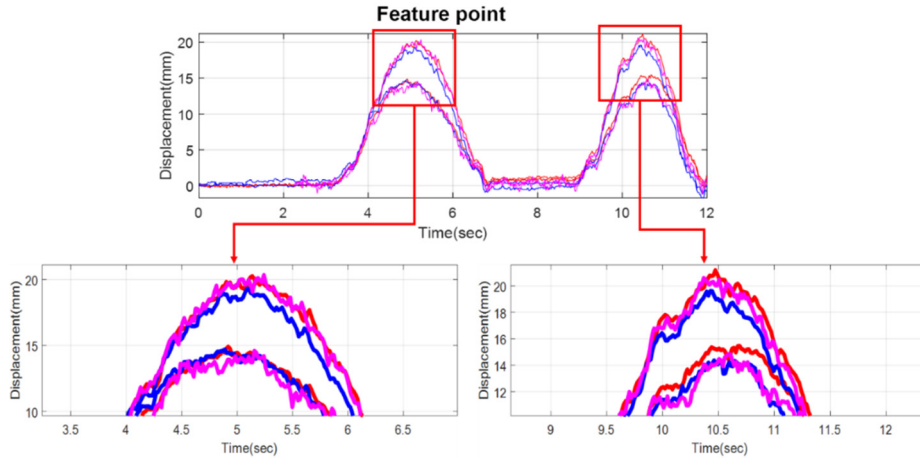 Feature point
Displacement(mm)
20
15
10
5
0
0 2 4 6 8 10 12
Time(sec)
Displacement(mm)
20
15
10
3.5 4 4.5 5 5.5 6 6.5
Time(sec)
Displacement(mm)
20
18
16
14
12
9 9.5 10 10.5 11 11.5 12
Time(sec)